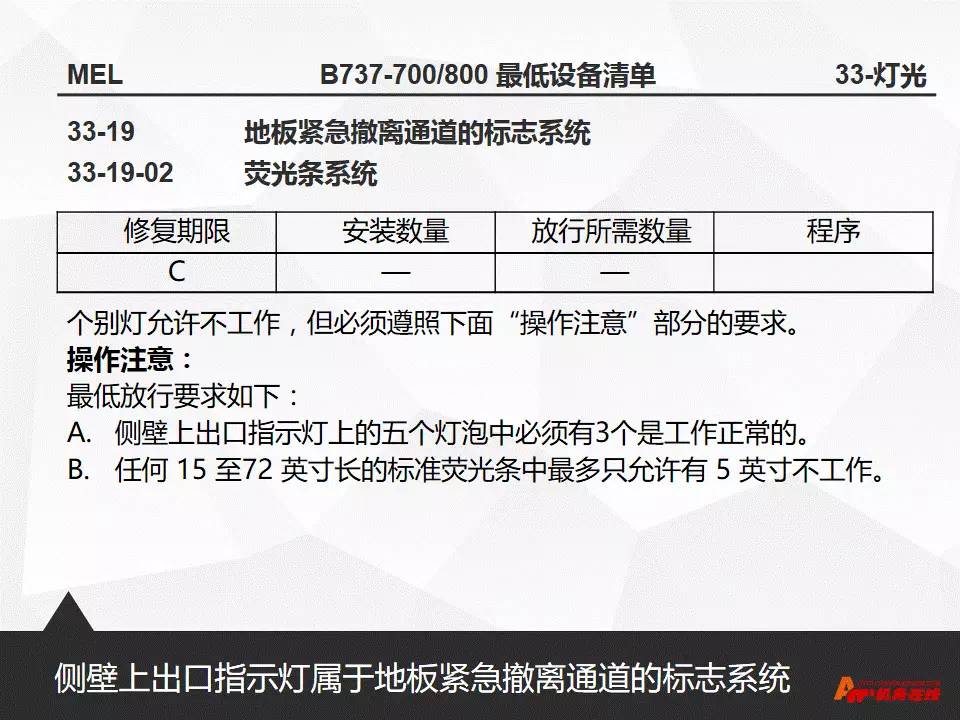 MEL B737-700/800 最低设备清单 33-灯光
33-19 地板紧急撤离通道的标志系统
33-19-02 荧光条系统
修复期限 安装数量 放行所需数量 程序
C — —
个别灯允许不工作，但必须遵照下面“操作注意”部分的要求。
操作注意：
最低放行要求如下：
A. 侧壁上出口指示灯上的五个灯泡中必须有3个是工作正常的。
B. 任何 15 至72 英寸长的标准荧光条中最多只允许有 5 英寸不工作。
侧壁上出口指示灯属于地板紧急撤离通道的标志系统
机务在线